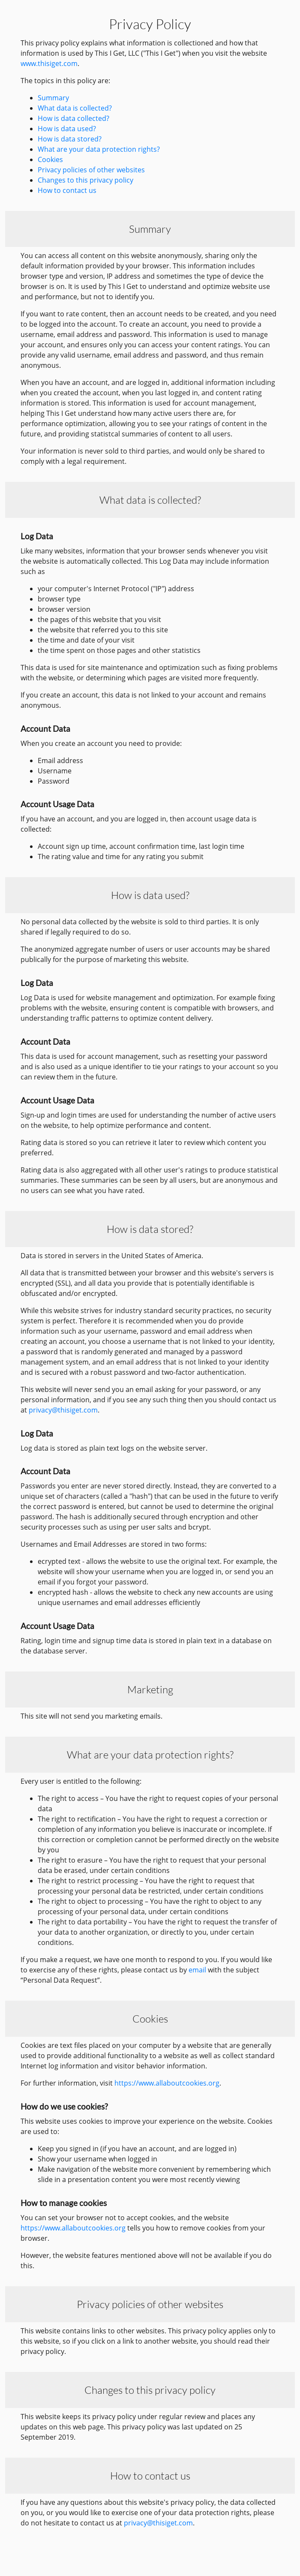 Privacy Policy
This privacy policy explains what information is collectioned and how that
information is used by This I Get, LLC ("This I Get") when you visit the website
www.thisiget.com.
The topics in this policy are:
Summary
What data is collected?
How is data collected?
How is data used?
How is data stored?
What are your data protection rights?
Cookies
Privacy policies of other websites
Changes to this privacy policy
How to contact us
Summary
You can access all content on this website anonymously, sharing only the
default information provided by your browser. This information includes
browser type and version, IP address and sometimes the type of device the
browser is on. It is used by This I Get to understand and optimize website use
and performance, but not to identify you.
If you want to rate content, then an account needs to be created, and you need
to be logged into the account. To create an account, you need to provide a
username, email address and password. This information is used to manage
your account, and ensures only you can access your content ratings. You can
provide any valid username, email address and password, and thus remain
anonymous.
When you have an account, and are logged in, additional information including
when you created the account, when you last logged in, and content rating
information is stored. This information is used for account management,
helping This I Get understand how many active users there are, for
performance optimization, allowing you to see your ratings of content in the
future, and providing statistcal summaries of content to all users.
Your information is never sold to third parties, and would only be shared to
comply with a legal requirement.
What data is collected?
Log Data
Like many websites, information that your browser sends whenever you visit
the website is automatically collected. This Log Data may include information
such as
your computer's Internet Protocol ("IP") address
browser type
browser version
the pages of this website that you visit
the website that referred you to this site
the time and date of your visit
the time spent on those pages and other statistics
This data is used for site maintenance and optimization such as fixing problems
with the website, or determining which pages are visited more frequently.
If you create an account, this data is not linked to your account and remains
anonymous.
Account Data
When you create an account you need to provide:
Email address
Username
Password
Account Usage Data
If you have an account, and you are logged in, then account usage data is
collected:
Account sign up time, account confirmation time, last login time
The rating value and time for any rating you submit
How is data used?
No personal data collected by the website is sold to third parties. It is only
shared if legally required to do so.
The anonymized aggregate number of users or user accounts may be shared
publically for the purpose of marketing this website.
Log Data
Log Data is used for website management and optimization. For example fixing
problems with the website, ensuring content is compatible with browsers, and
understanding traffic patterns to optimize content delivery.
Account Data
This data is used for account management, such as resetting your password
and is also used as a unique identifier to tie your ratings to your account so you
can review them in the future.
Account Usage Data
Sign-up and login times are used for understanding the number of active users
on the website, to help optimize performance and content.
Rating data is stored so you can retrieve it later to review which content you
preferred.
Rating data is also aggregated with all other user's ratings to produce statistical
summaries. These summaries can be seen by all users, but are anonymous and
no users can see what you have rated.
How is data stored?
Data is stored in servers in the United States of America.
All data that is transmitted between your browser and this website's servers is
encrypted (SSL), and all data you provide that is potentially identifiable is
obfuscated and/or encrypted.
While this website strives for industry standard security practices, no security
system is perfect. Therefore it is recommended when you do provide
information such as your username, password and email address when
creating an account, you choose a username that is not linked to your identity,
a password that is randomly generated and managed by a password
management system, and an email address that is not linked to your identity
and is secured with a robust password and two-factor authentication.
This website will never send you an email asking for your password, or any
personal information, and if you see any such thing then you should contact us
at privacy@thisiget.com.
Log Data
Log data is stored as plain text logs on the website server.
Account Data
Passwords you enter are never stored directly. Instead, they are converted to a
unique set of characters (called a "hash") that can be used in the future to verify
the correct password is entered, but cannot be used to determine the original
password. The hash is additionally secured through encryption and other
security processes such as using per user salts and bcrypt.
Usernames and Email Addresses are stored in two forms:
ecrypted text - allows the website to use the original text. For example, the
website will show your username when you are logged in, or send you an
email if you forgot your password.
encrypted hash - allows the website to check any new accounts are using
unique usernames and email addresses efficiently
Account Usage Data
Rating, login time and signup time data is stored in plain text in a database on
the database server.
Marketing
This site will not send you marketing emails.
What are your data protection rights?
Every user is entitled to the following:
The right to access – You have the right to request copies of your personal
data
The right to rectification – You have the right to request a correction or
completion of any information you believe is inaccurate or incomplete. If
this correction or completion cannot be performed directly on the website
by you
The right to erasure – You have the right to request that your personal
data be erased, under certain conditions
The right to restrict processing – You have the right to request that
processing your personal data be restricted, under certain conditions
The right to object to processing – You have the right to object to any
processing of your personal data, under certain conditions
The right to data portability – You have the right to request the transfer of
your data to another organization, or directly to you, under certain
conditions.
If you make a request, we have one month to respond to you. If you would like
to exercise any of these rights, please contact us by email with the subject
“Personal Data Request”.
Cookies
Cookies are text files placed on your computer by a website that are generally
used to provide additional functionality to a website as well as collect standard
Internet log information and visitor behavior information.
For further information, visit https://www.allaboutcookies.org.
How do we use cookies?
This website uses cookies to improve your experience on the website. Cookies
are used to:
Keep you signed in (if you have an account, and are logged in)
Show your username when logged in
Make navigation of the website more convenient by remembering which
slide in a presentation content you were most recently viewing
How to manage cookies
You can set your browser not to accept cookies, and the website
https://www.allaboutcookies.org tells you how to remove cookies from your
browser.
However, the website features mentioned above will not be available if you do
this.
Privacy policies of other websites
This website contains links to other websites. This privacy policy applies only to
this website, so if you click on a link to another website, you should read their
privacy policy.
Changes to this privacy policy
This website keeps its privacy policy under regular review and places any
updates on this web page. This privacy policy was last updated on 25
September 2019.
How to contact us
If you have any questions about this website's privacy policy, the data collected
on you, or you would like to exercise one of your data protection rights, please
do not hesitate to contact us at privacy@thisiget.com.